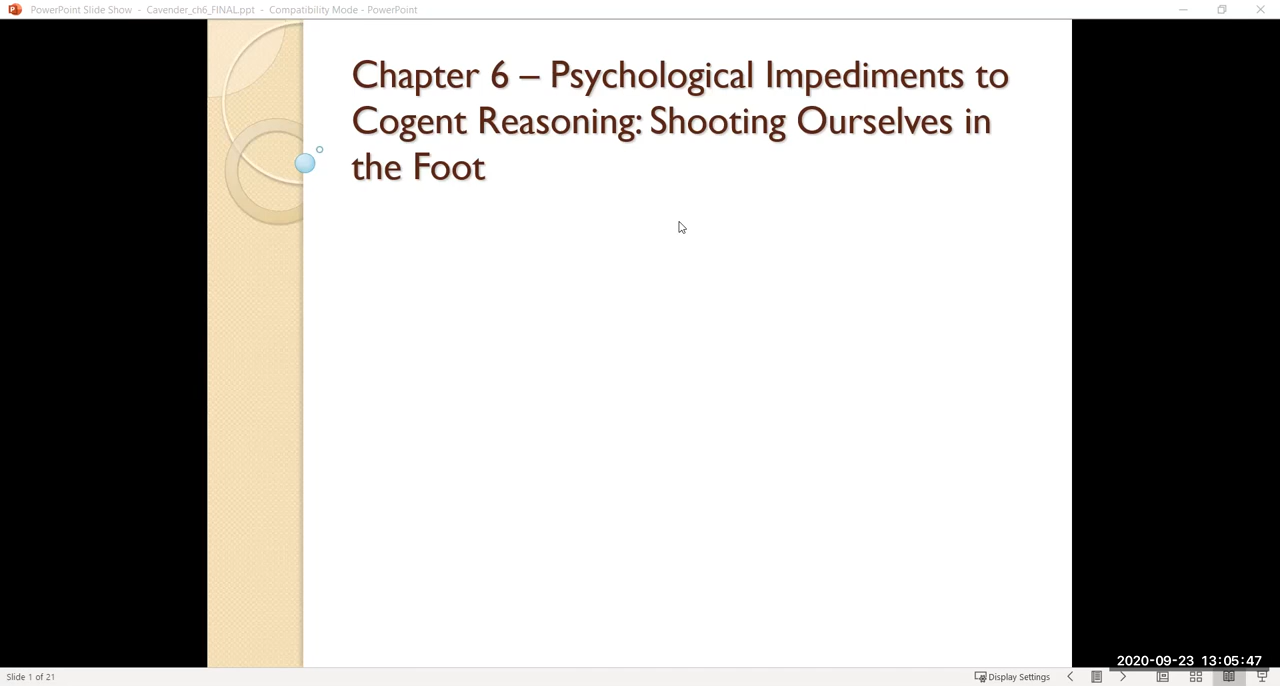 PowerPoint Slide Show - Cavender_ch6_FINAL.ppt - Compatibility Mode - PowerPoint
Chapter 6 – Psychological Impediments to
Cogent Reasoning: Shooting Ourselves in
the Foot
2020-09-23 13:05:47
Slide 1 of 21
Display Settings